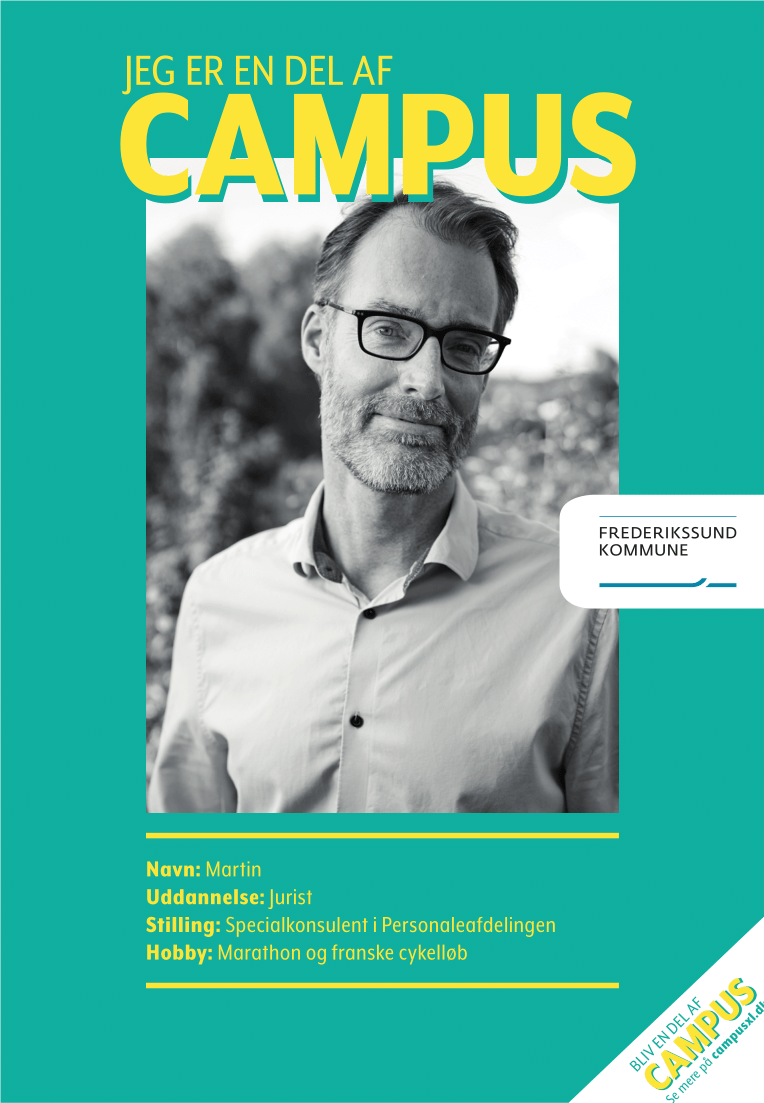 JEG ER EN DEL AF
CAMPUS
FREDERIKSSUND
KOMMUNE
Navn: Martin
Uddannelse: Jurist
Stilling: Specialkonsulent i Personaleafdelingen
Hobby: Marathon og franske cykelløb
BLIV EN DEL AF
CAMPUS
Se mere på campusxl.dk